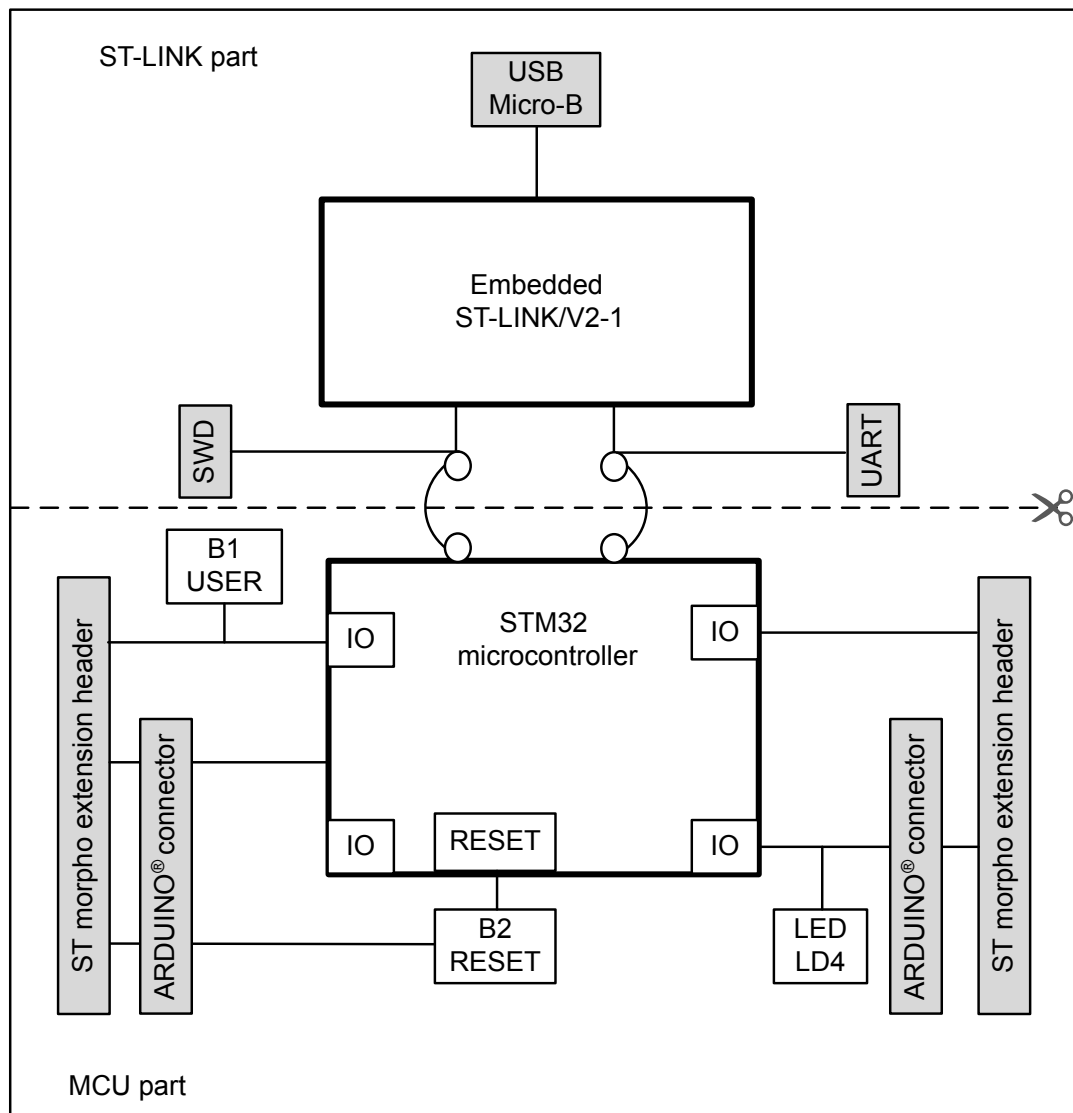 ST-LINK part
USB
Micro-B
Embedded
ST-LINK/V2-1
SWD
UART
B1
USER
IO
STM32
microcontroller
IO
ST morpho extension header
ARDUINO® connector
IO
RESET
IO
ARDUINO® connector
ST morpho extension header
B2
RESET
LED
LD4
MCU part